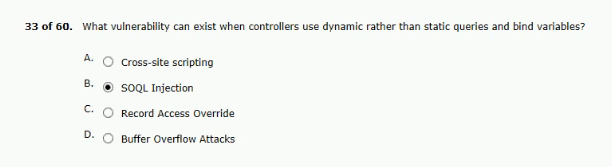 33 of 60. What vulnerability can exist when controllers use dynamic rather than static queries and bind variables?
A. Cross-site scripting
B. SOQL Injection
C. Record Access Override
D. Buffer Overflow Attacks